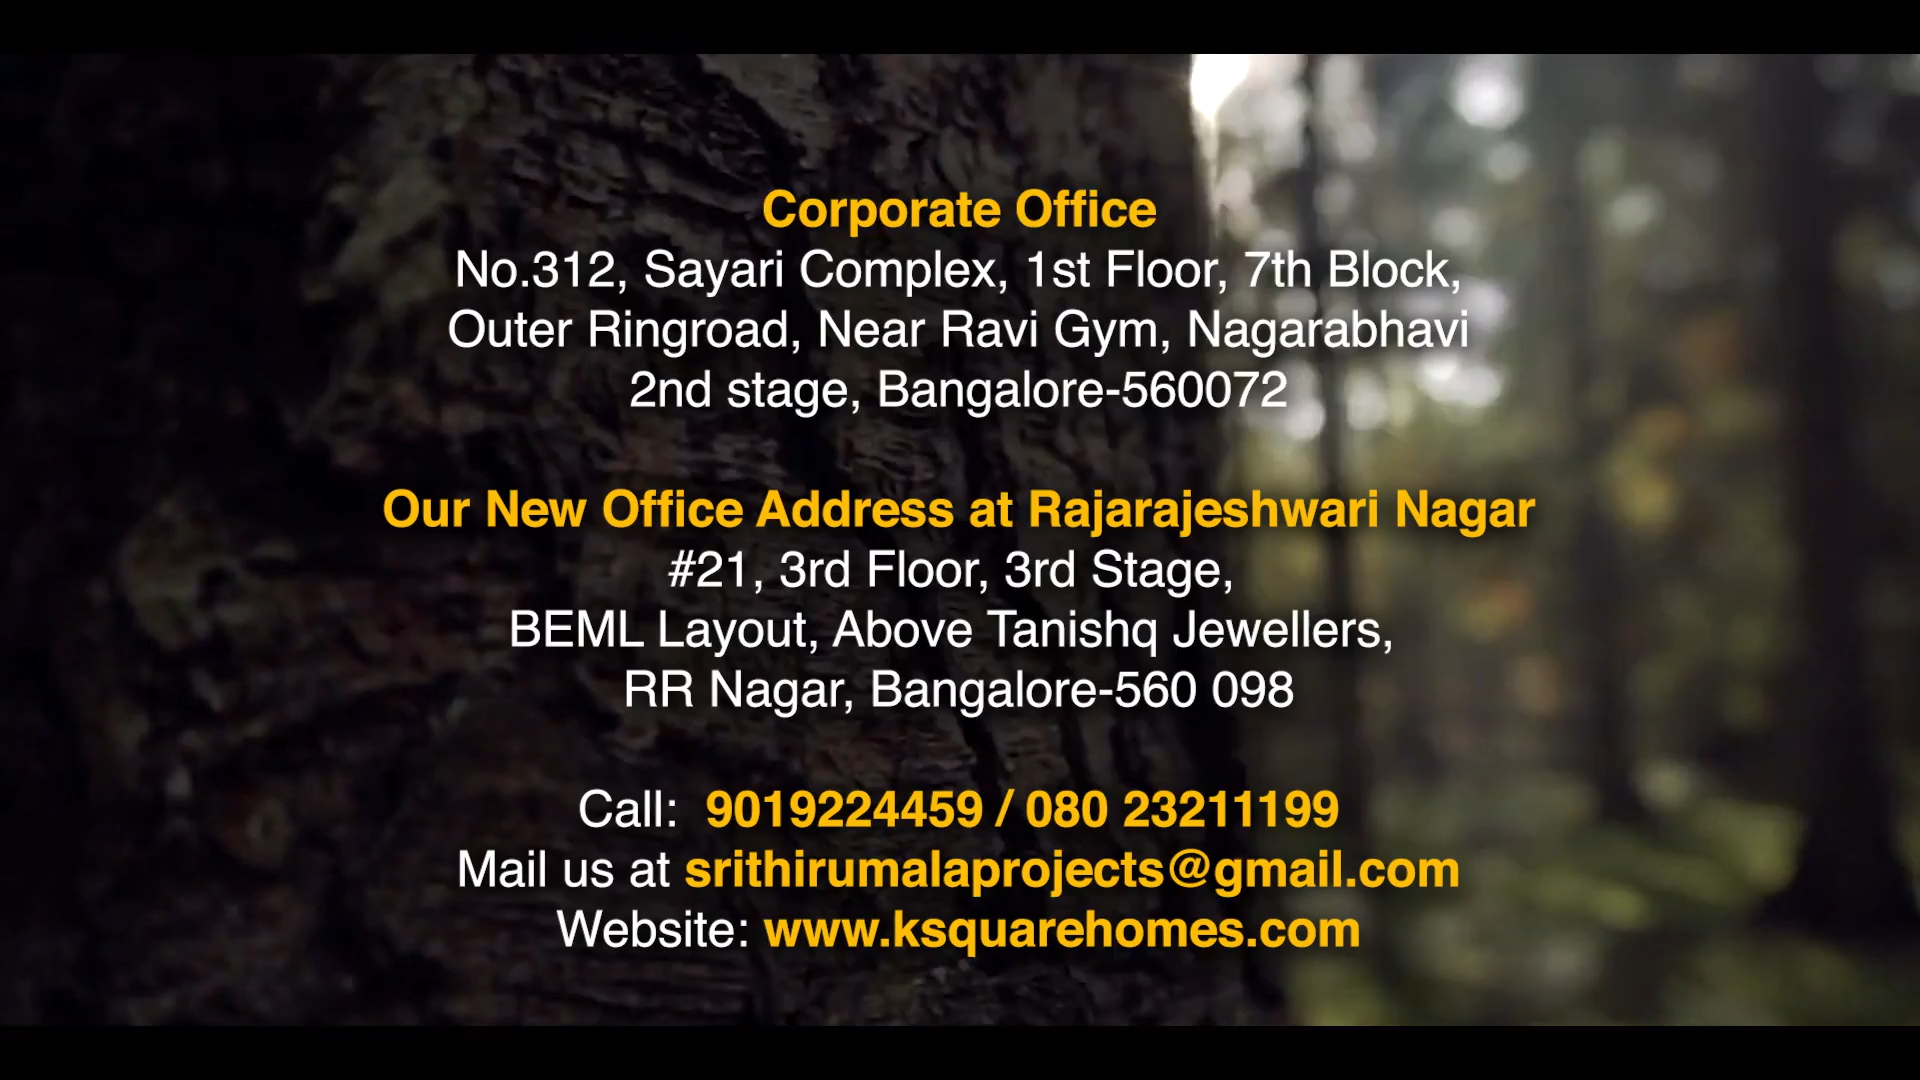 Corporate Office
No.312, Sayari Complex, 1st Floor, 7th Block,
Outer Ringroad, Near Ravi Gym, Nagarabhavi
2nd stage, Bangalore-560072
Our New Office Address at Rajarajeshwari Nagar
#21, 3rd Floor, 3rd Stage,
BEML Layout, Above Tanishq Jewellers,
RR Nagar, Bangalore-560 098
Call: 9019224459 / 080 23211199
Mail us at srithirumalaprojects@gmail.com
Website: www.ksquarehomes.com